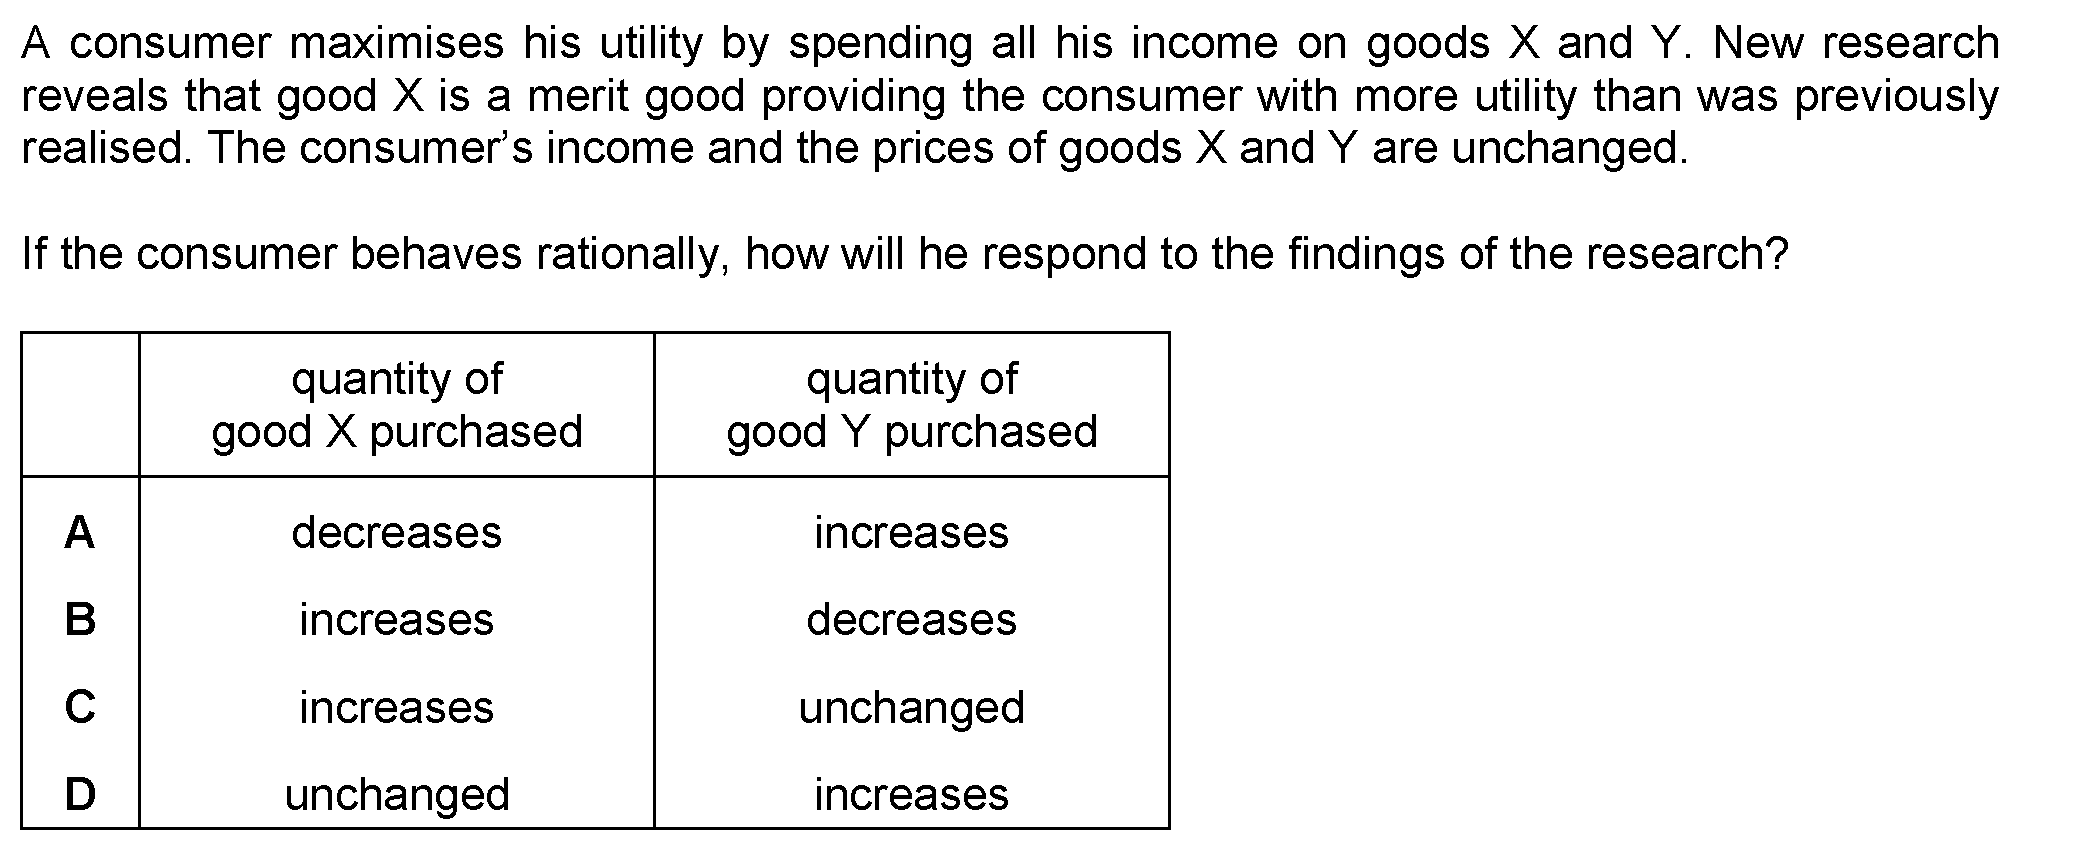 A consumer maximises his utility by spending all his income on goods X and Y. New research
reveals that good X is a merit good providing the consumer with more utility than was previously
realised. The consumer’s income and the prices of goods X and Y are unchanged.
If the consumer behaves rationally, how will he respond to the findings of the research?
quantity of good X purchased quantity of good Y purchased
A decreases increases
B increases decreases
C increases unchanged
D unchanged increases